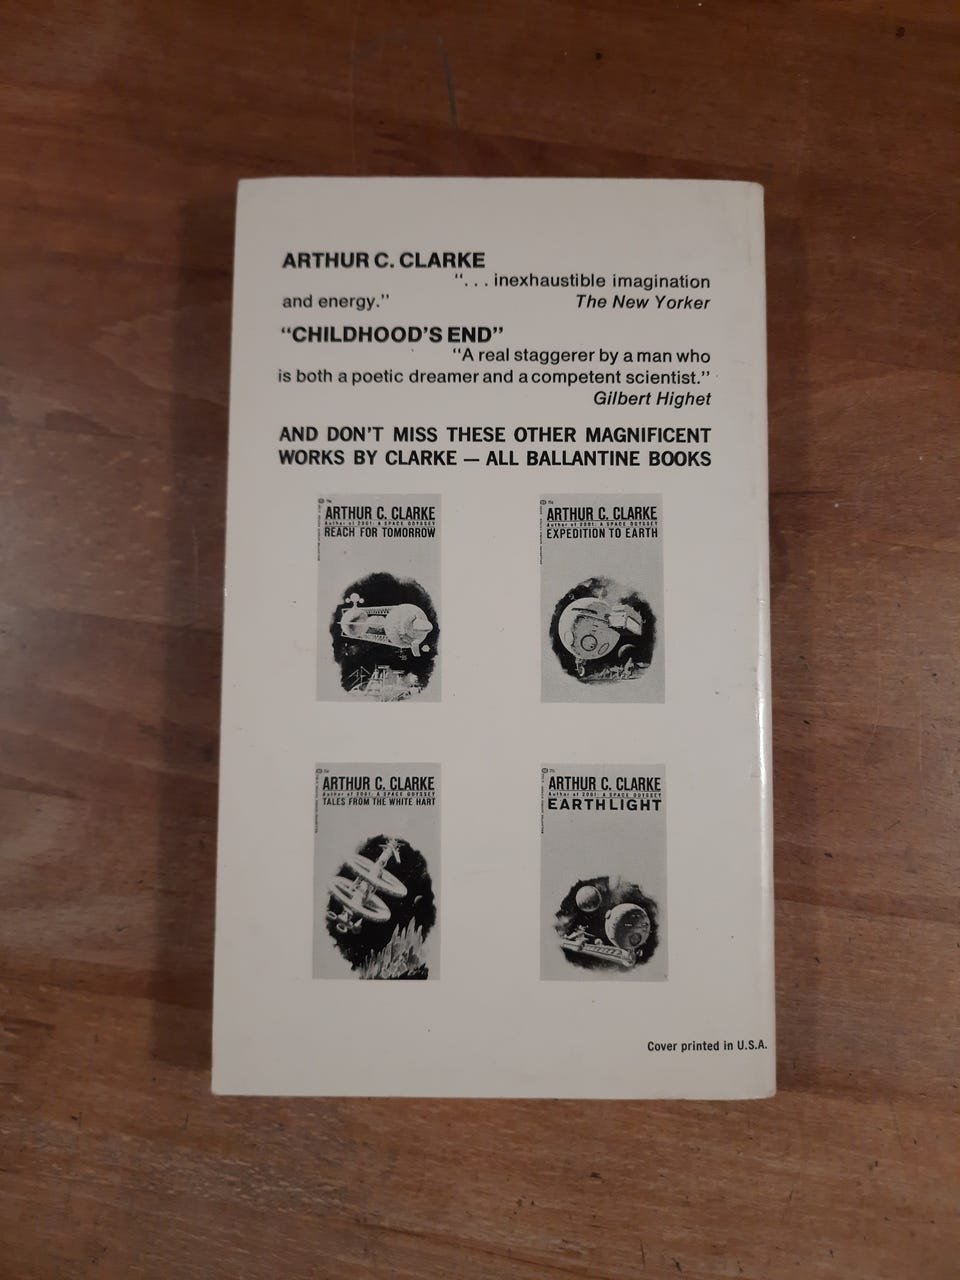 ARTHUR C. CLARKE
“. . . inexhaustible imagination
and energy.” The New Yorker
“CHILDHOOD’S END”
“A real staggerer by a man who
is both a poetic dreamer and a competent scientist.”
Gilbert Highet
AND DON’T MISS THESE OTHER MAGNIFICENT
WORKS BY CLARKE — ALL BALLANTINE BOOKS
ARTHUR C. CLARKE
Author of 2001: A SPACE ODYSSEY
REACH FOR TOMORROW
ARTHUR C. CLARKE
Author of 2001: A SPACE ODYSSEY
EXPEDITION TO EARTH
ARTHUR C. CLARKE
Author of 2001: A SPACE ODYSSEY
TALES FROM THE WHITE HART
ARTHUR C. CLARKE
Author of 2001: A SPACE ODYSSEY
EARTHLIGHT
Cover printed in U.S.A.